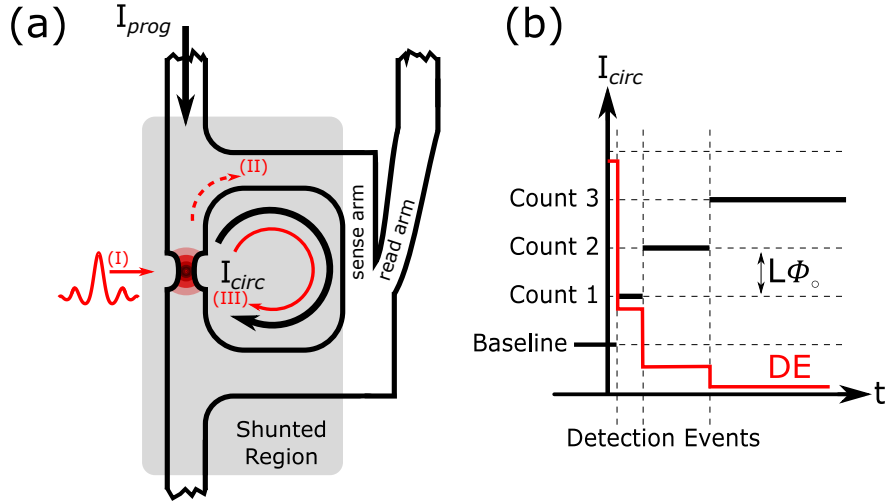 (a)
I_prog
(II)
(I)
I_circ
(III)
sense arm
read arm
Shunted
Region
(b)
I_circ
Count 3
Count 2
Count 1
LΦ∘
Baseline
DE
t
Detection Events